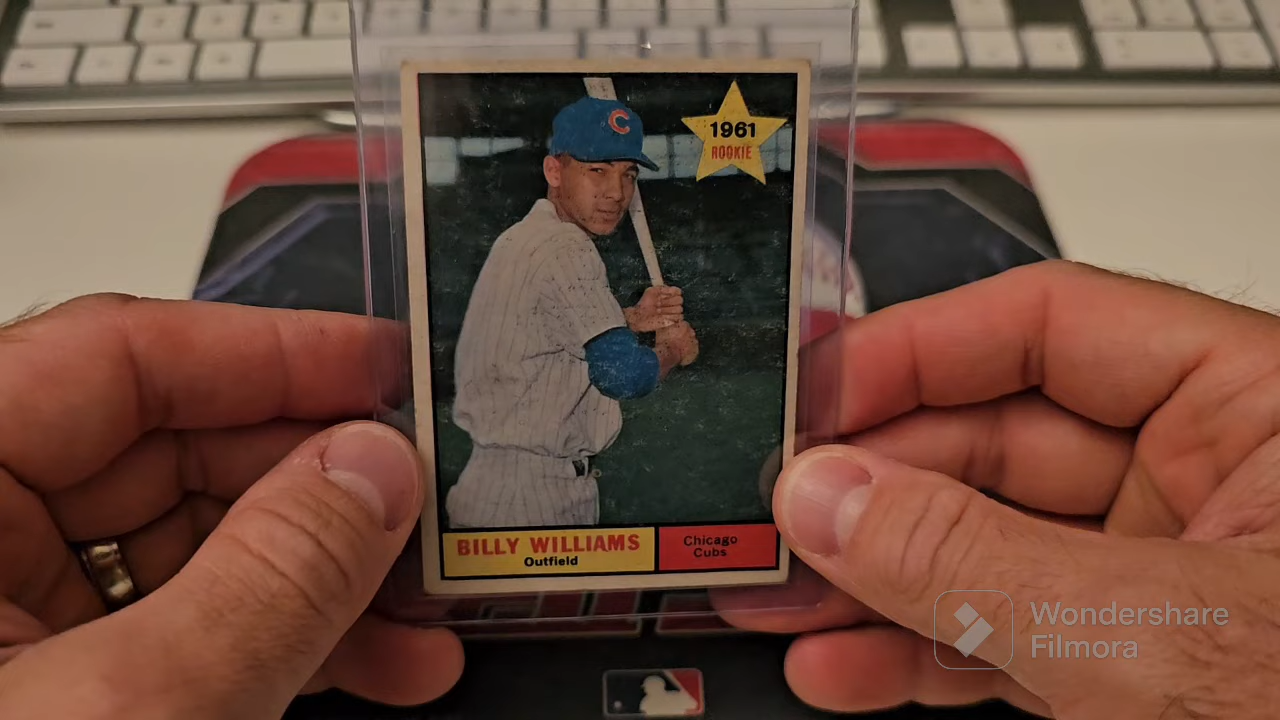 C
1961
ROOKIE
BILLY WILLIAMS
Outfield
Chicago
Cubs
Wondershare
Filmora